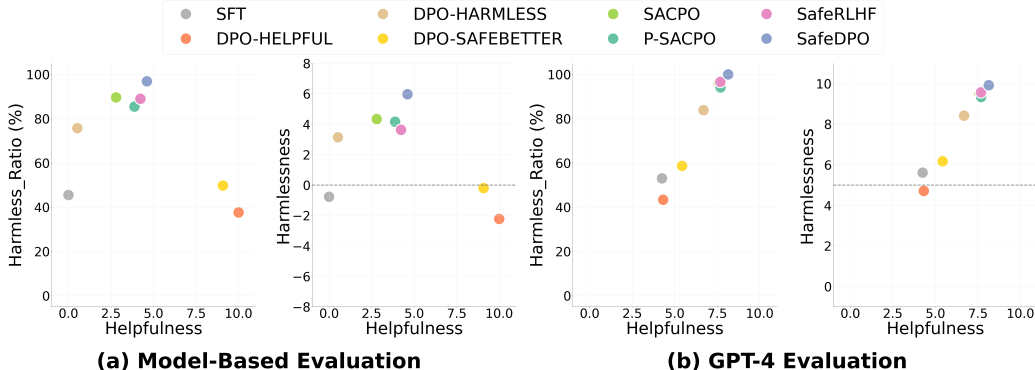 SFT
DPO-HELPFUL
DPO-HARMLESS
DPO-SAFEBETTER
SACPO
P-SACPO
SafeRLHF
SafeDPO
Harmless_Ratio (%)
100
80
60
40
20
0
0.0 2.5 5.0 7.5 10.0
Helpfulness
Harmlessness
8
6
4
2
0
−2
−4
−6
−8
0.0 2.5 5.0 7.5 10.0
Helpfulness
(a) Model-Based Evaluation
Harmless_Ratio (%)
100
80
60
40
20
0
0.0 2.5 5.0 7.5 10.0
Helpfulness
Harmlessness
10
8
6
4
2
0
0.0 2.5 5.0 7.5 10.0
Helpfulness
(b) GPT-4 Evaluation